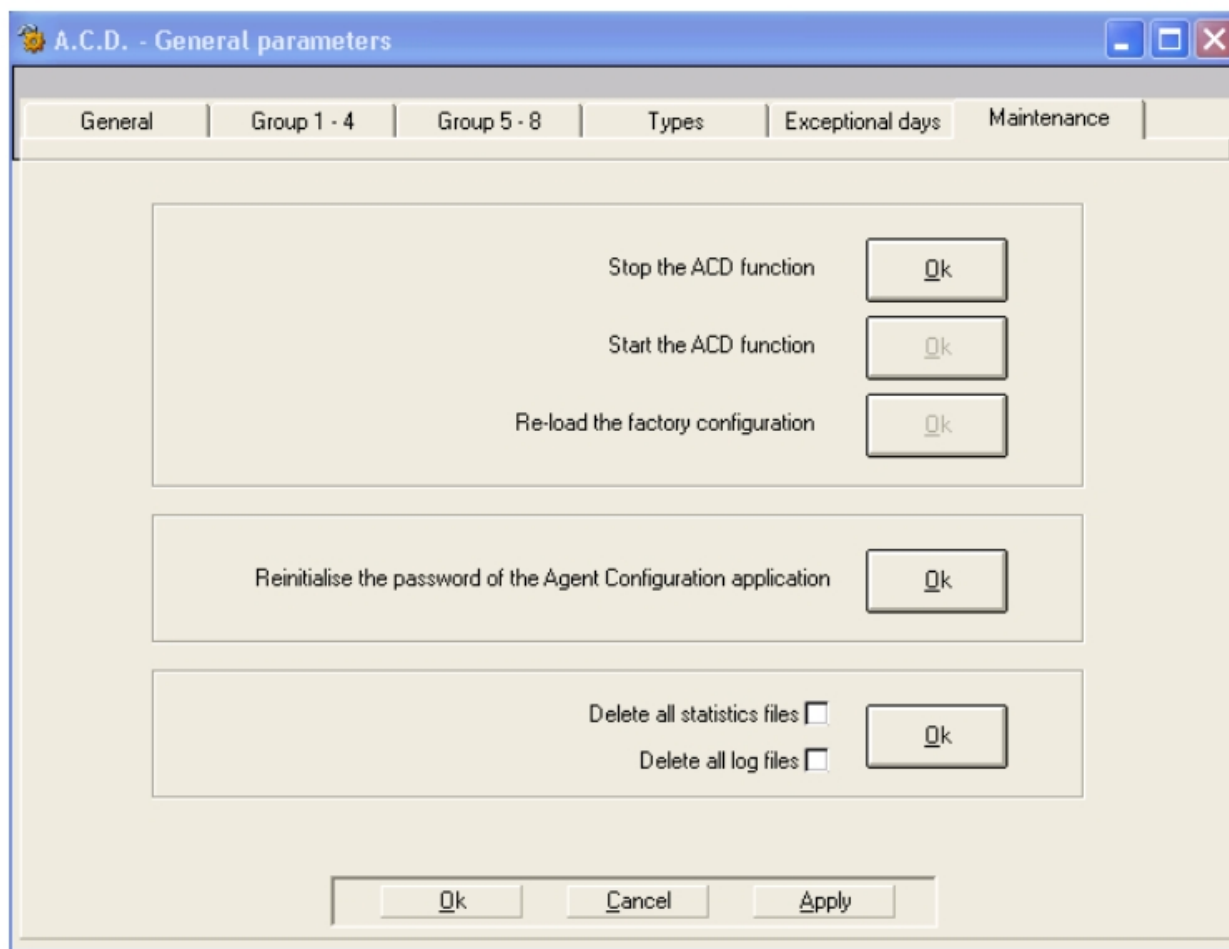 A.C.D. - General parameters
General Group 1 - 4 Group 5 - 8 Types Exceptional days Maintenance
Stop the ACD function Ok
Start the ACD function Ok
Re-load the factory configuration Ok
Reinitialise the password of the Agent Configuration application Ok
Delete all statistics files
Ok
Delete all log files
Ok Cancel Apply